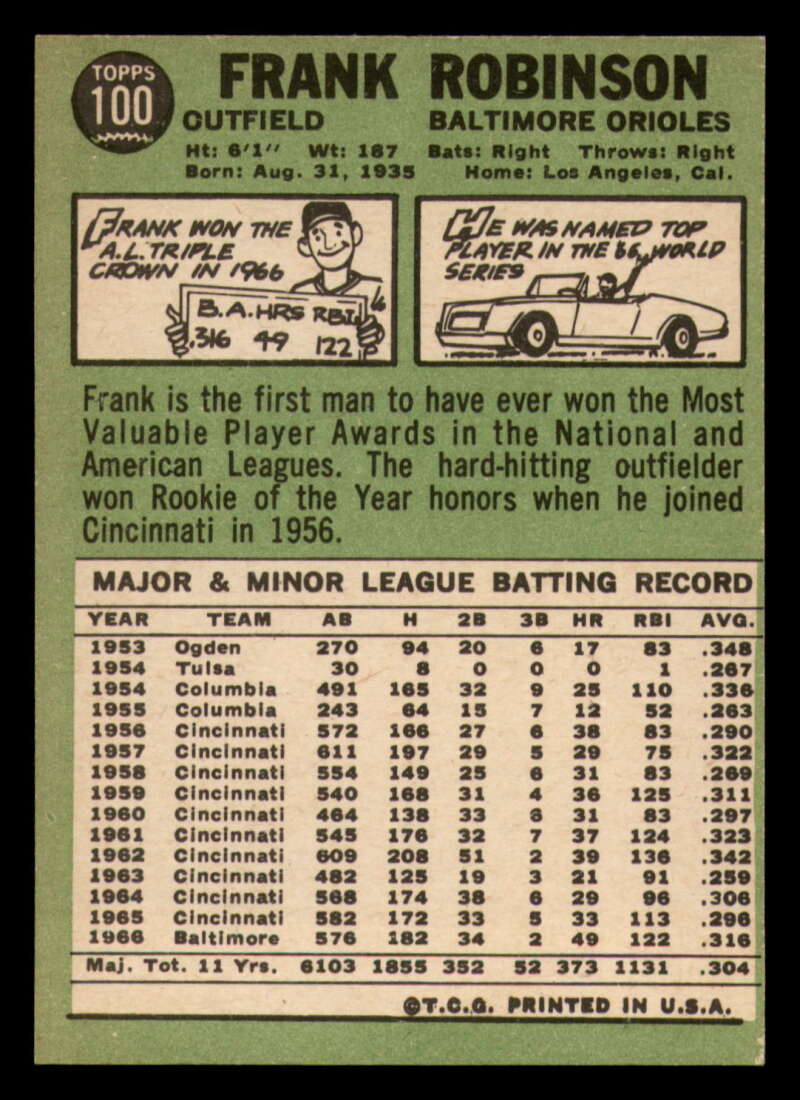 TOPPS
100
FRANK ROBINSON
OUTFIELD BALTIMORE ORIOLES
Ht: 6'1" Wt: 187 Bats: Right Throws: Right
Born: Aug. 31, 1935 Home: Los Angeles, Cal.
FRANK WON THE
A.L. TRIPLE
CROWN IN 1966
B.A. HRS RBI
.316 49 122
HE WAS NAMED TOP
PLAYER IN THE '66 WORLD
SERIES
Frank is the first man to have ever won the Most
Valuable Player Awards in the National and
American Leagues. The hard-hitting outfielder
won Rookie of the Year honors when he joined
Cincinnati in 1956.
MAJOR & MINOR LEAGUE BATTING RECORD
YEAR TEAM AB H 2B 3B HR RBI AVG.
1953 Ogden 270 94 20 6 17 83 .348
1954 Tulsa 30 8 0 0 0 1 .267
1954 Columbia 491 165 32 9 25 110 .336
1955 Columbia 243 64 15 7 12 52 .263
1956 Cincinnati 572 166 27 6 38 83 .290
1957 Cincinnati 611 197 29 5 29 75 .322
1958 Cincinnati 554 149 25 6 31 83 .269
1959 Cincinnati 540 168 31 4 36 125 .311
1960 Cincinnati 464 138 33 6 31 83 .297
1961 Cincinnati 545 176 32 7 37 124 .323
1962 Cincinnati 609 208 51 2 39 136 .342
1963 Cincinnati 482 125 19 3 21 91 .259
1964 Cincinnati 568 174 38 6 29 96 .306
1965 Cincinnati 582 172 33 5 33 113 .296
1966 Baltimore 576 182 34 2 49 122 .316
Maj. Tot. 11 Yrs. 6103 1855 352 52 373 1131 .304
©T.C.G. PRINTED IN U.S.A.